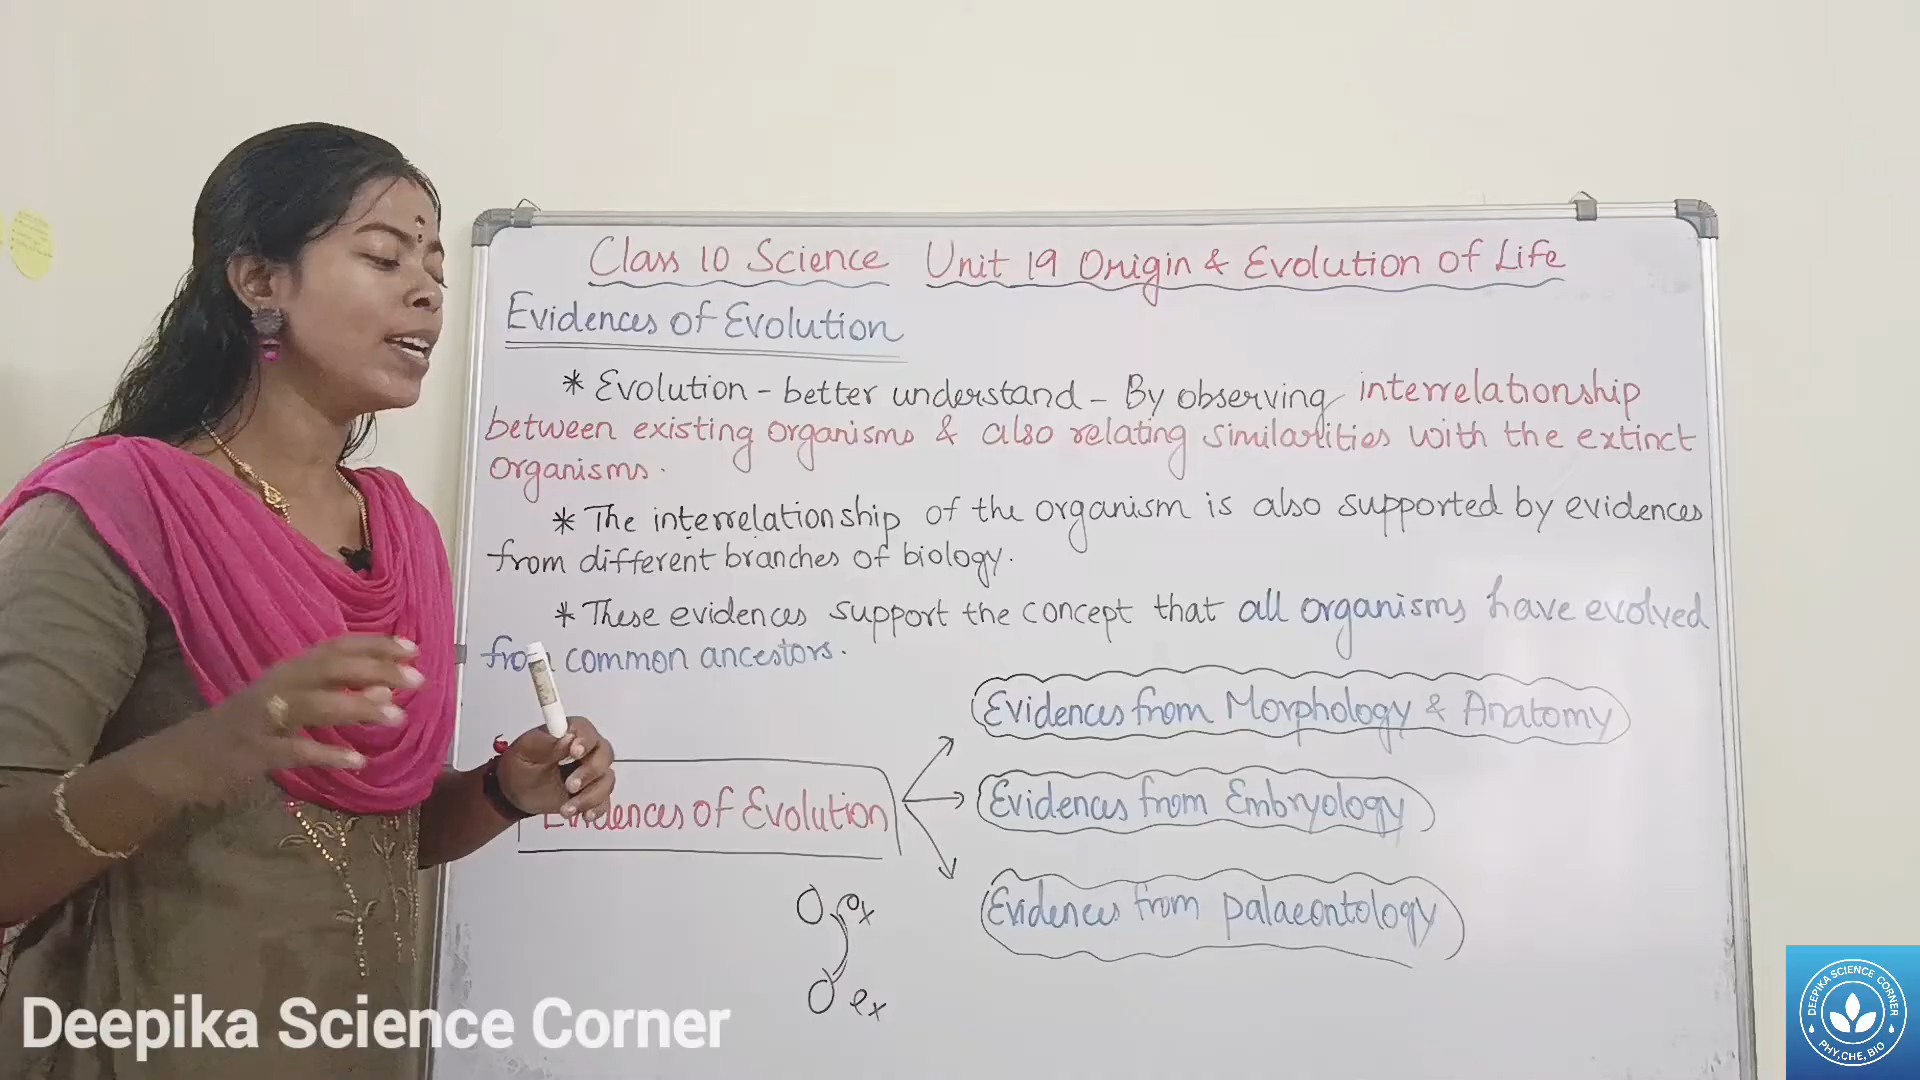 Class 10 Science Unit 19 Origin & Evolution of Life
Evidences of Evolution
* Evolution - better understand - By observing interrelationship
between existing organisms & also relating similarities with the extinct
organisms.
* The interrelationship of the organism is also supported by evidences
from different branches of biology.
* These evidences support the concept that all organisms have evolved
from common ancestors.
Evidences from Morphology & Anatomy
Evidences of Evolution
Evidences from Embryology
Evidences from palaeontology
ex
Deepika Science Corner
DEEPIKA SCIENCE CORNER
PHY, CHE, BIO